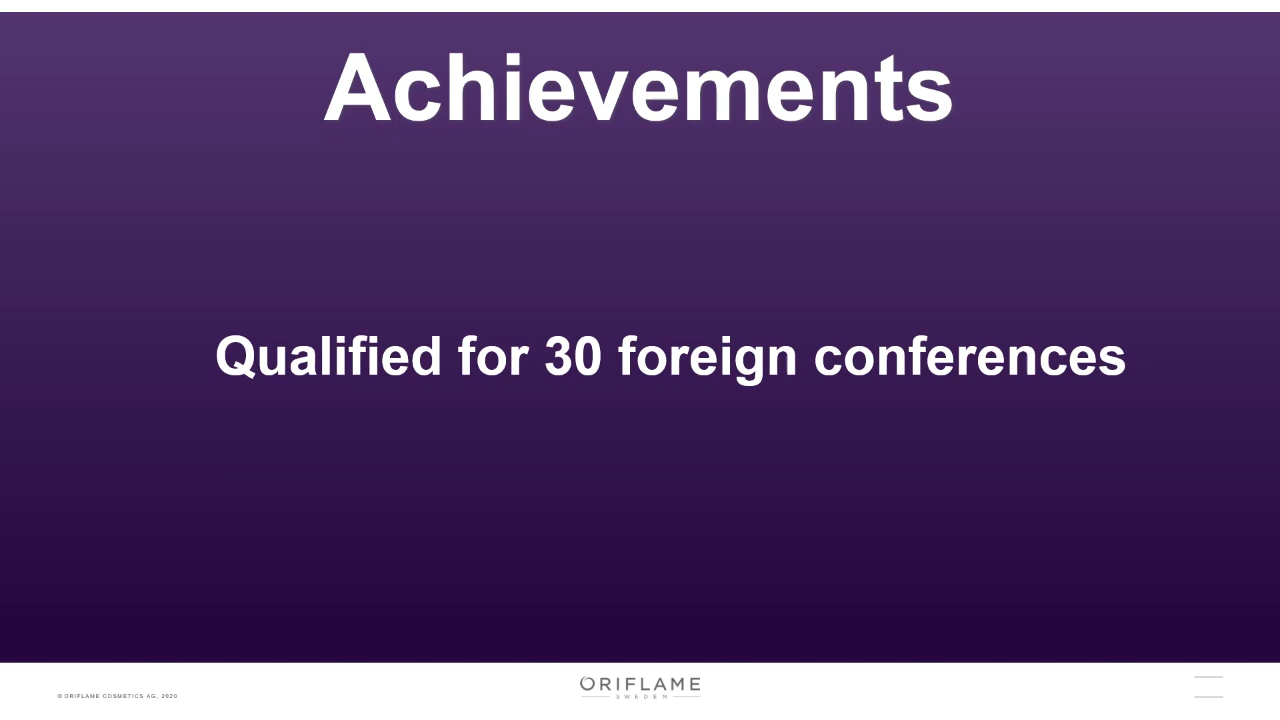 Achievements
Qualified for 30 foreign conferences
© ORIFLAME COSMETICS AG, 2020
ORIFLAME
SWEDEN